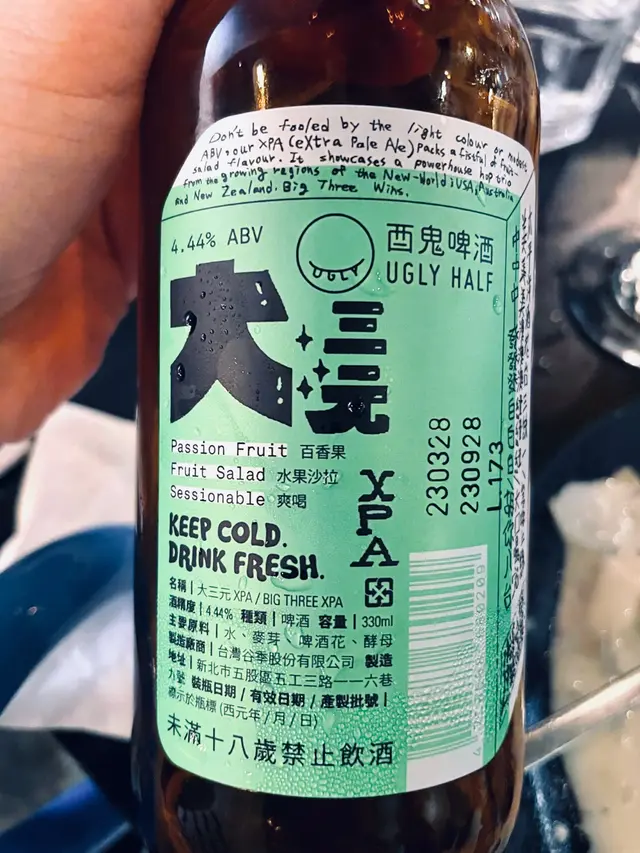 Don't be fooled by the light colour or modest
ABV, our XPA (eXtra Pale Ale) packs a fistful of fruit
salad flavour. It showcases a powerhouse hop trio
from the growing regions of the New-World: USA, Australia
and New Zealand. Big Three Wins.
4.44% ABV
UGLY
酉鬼啤酒
UGLY HALF
大三元
XPA
Passion Fruit 百香果
Fruit Salad 水果沙拉
Sessionable 爽喝
KEEP COLD.
DRINK FRESH.
230328
230928
L.173
名稱 | 大三元 XPA / BIG THREE XPA
酒精度 | 4.44% 種類 | 啤酒 容量 | 330ml
主要原料 | 水、麥芽、啤酒花、酵母
製造廠商 | 台灣谷季股份有限公司 製造
地址 | 新北市五股區五工三路一一六巷
號 裝瓶日期 / 有效日期 / 產製批號 |
標示於瓶標 (西元年 / 月 / 日)
未滿十八歲禁止飲酒